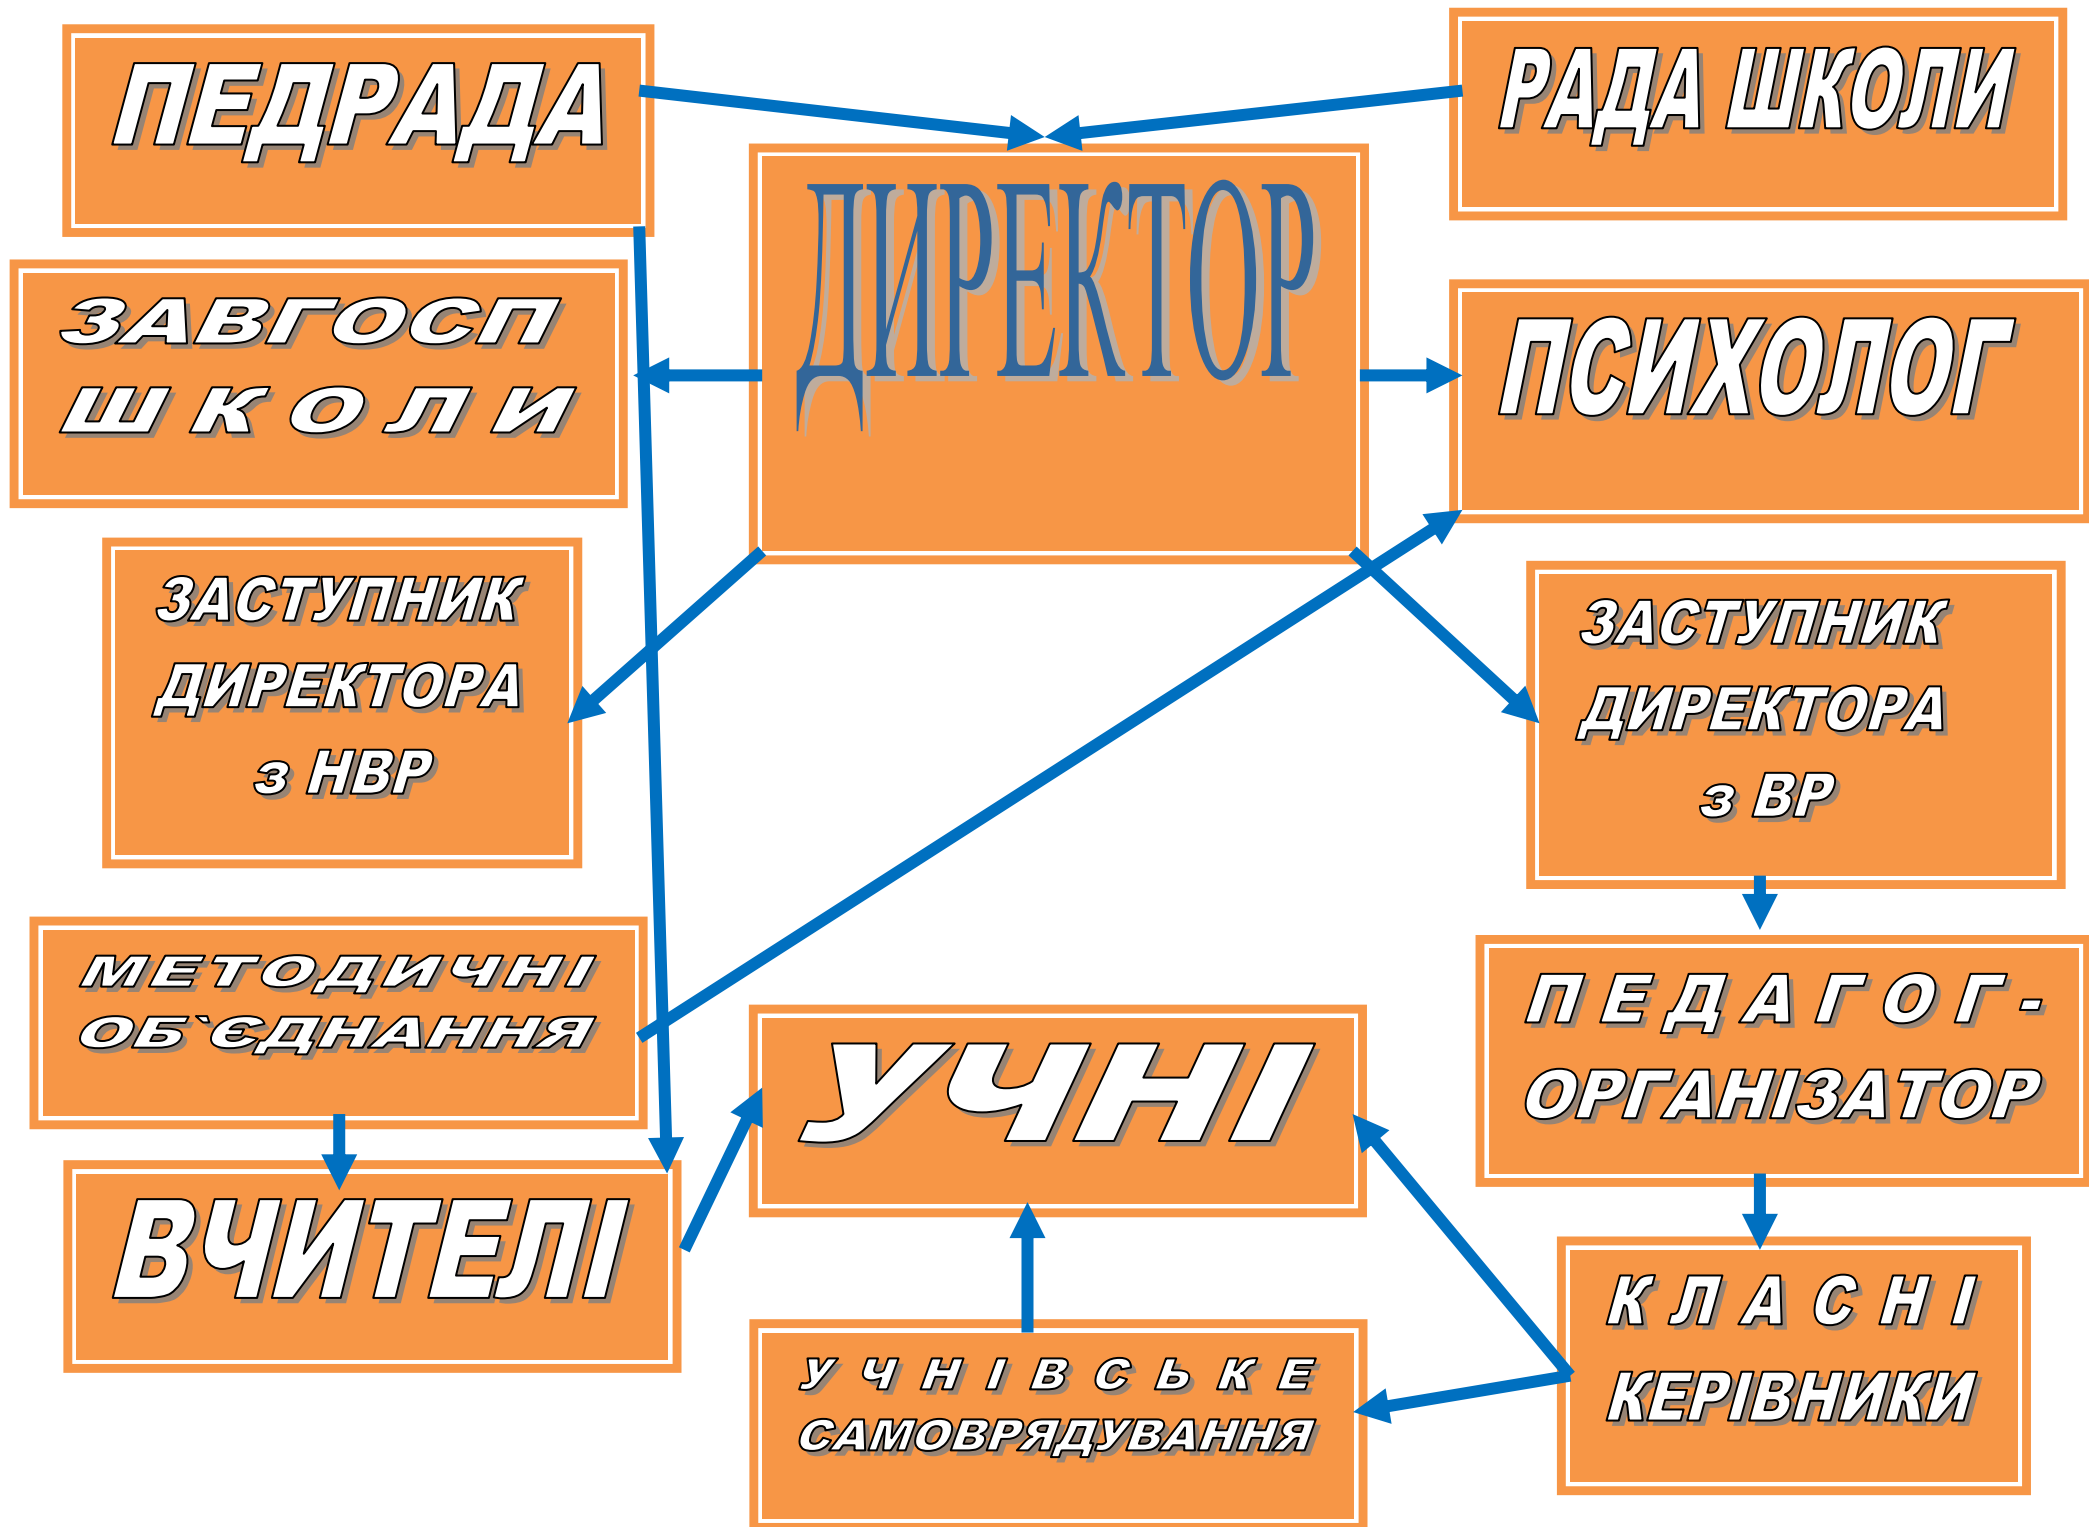 ПЕДРАДА
РАДА ШКОЛИ
ДИРЕКТОР
ЗАВГОСП
ШКОЛИ
ПСИХОЛОГ
ЗАСТУПНИК
ДИРЕКТОРА
з НВР
ЗАСТУПНИК
ДИРЕКТОРА
з ВР
МЕТОДИЧНІ
ОБ`ЄДНАННЯ
УЧНІ
ПЕДАГОГ-
ОРГАНІЗАТОР
ВЧИТЕЛІ
УЧНІВСЬКЕ
САМОВРЯДУВАННЯ
КЛАСНІ
КЕРІВНИКИ